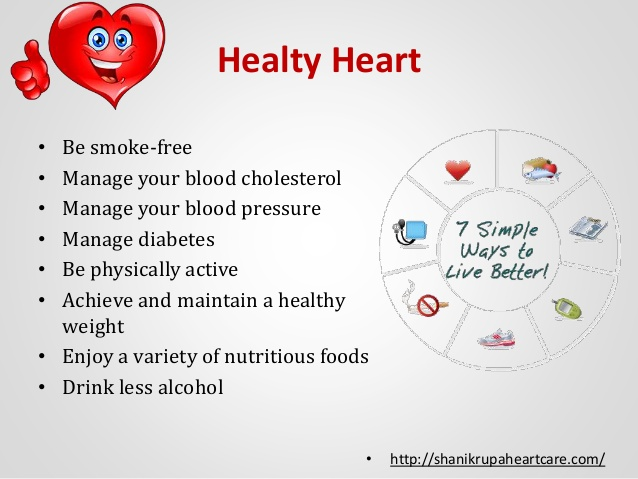 Healty Heart
• Be smoke-free
• Manage your blood cholesterol
• Manage your blood pressure
• Manage diabetes
• Be physically active
• Achieve and maintain a healthy
weight
• Enjoy a variety of nutritious foods
• Drink less alcohol
7 Simple
Ways to
Live Better!
• http://shanikrupaheartcare.com/